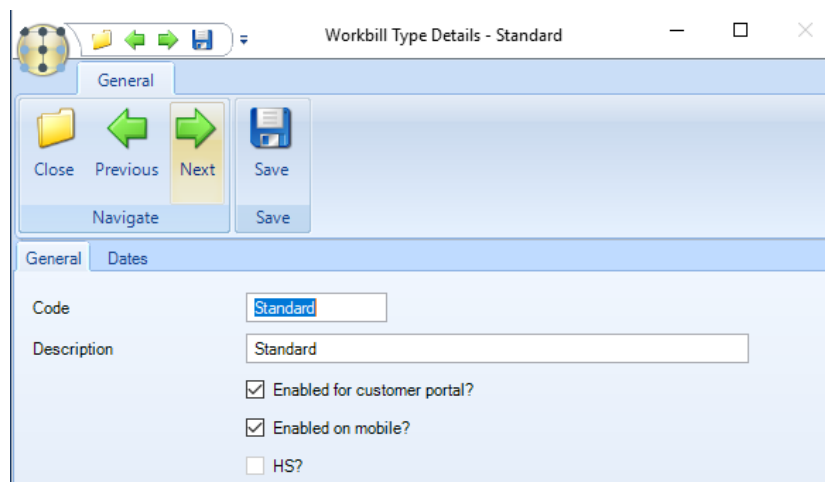 Workbill Type Details - Standard
General
Close Previous Next Save
Navigate Save
General Dates
Code Standard
Description Standard
Enabled for customer portal?
Enabled on mobile?
HS?